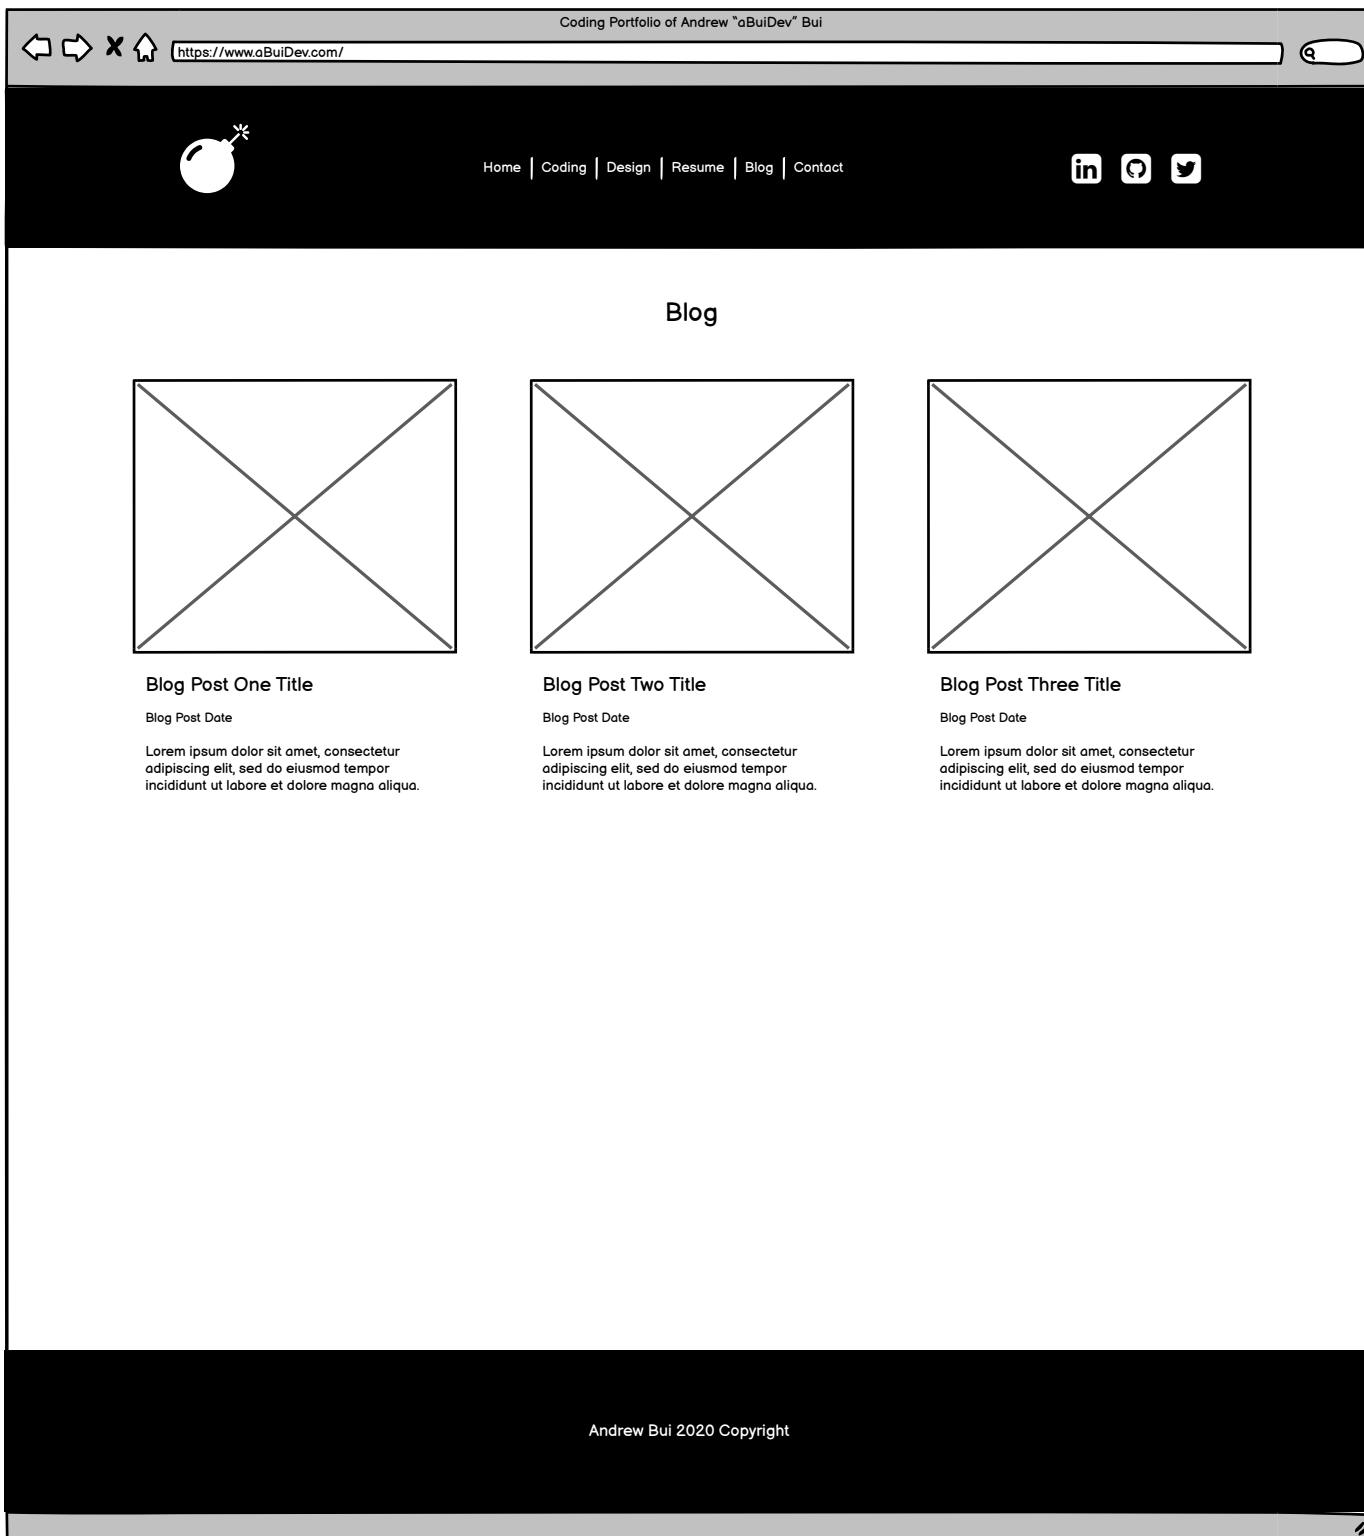 Coding Portfolio of Andrew “aBuiDev” Bui
https://www.aBuiDev.com/
Home | Coding | Design | Resume | Blog | Contact
in
Blog
Blog Post One Title
Blog Post Date
Lorem ipsum dolor sit amet, consectetur
adipiscing elit, sed do eiusmod tempor
incididunt ut labore et dolore magna aliqua.
Blog Post Two Title
Blog Post Date
Lorem ipsum dolor sit amet, consectetur
adipiscing elit, sed do eiusmod tempor
incididunt ut labore et dolore magna aliqua.
Blog Post Three Title
Blog Post Date
Lorem ipsum dolor sit amet, consectetur
adipiscing elit, sed do eiusmod tempor
incididunt ut labore et dolore magna aliqua.
Andrew Bui 2020 Copyright